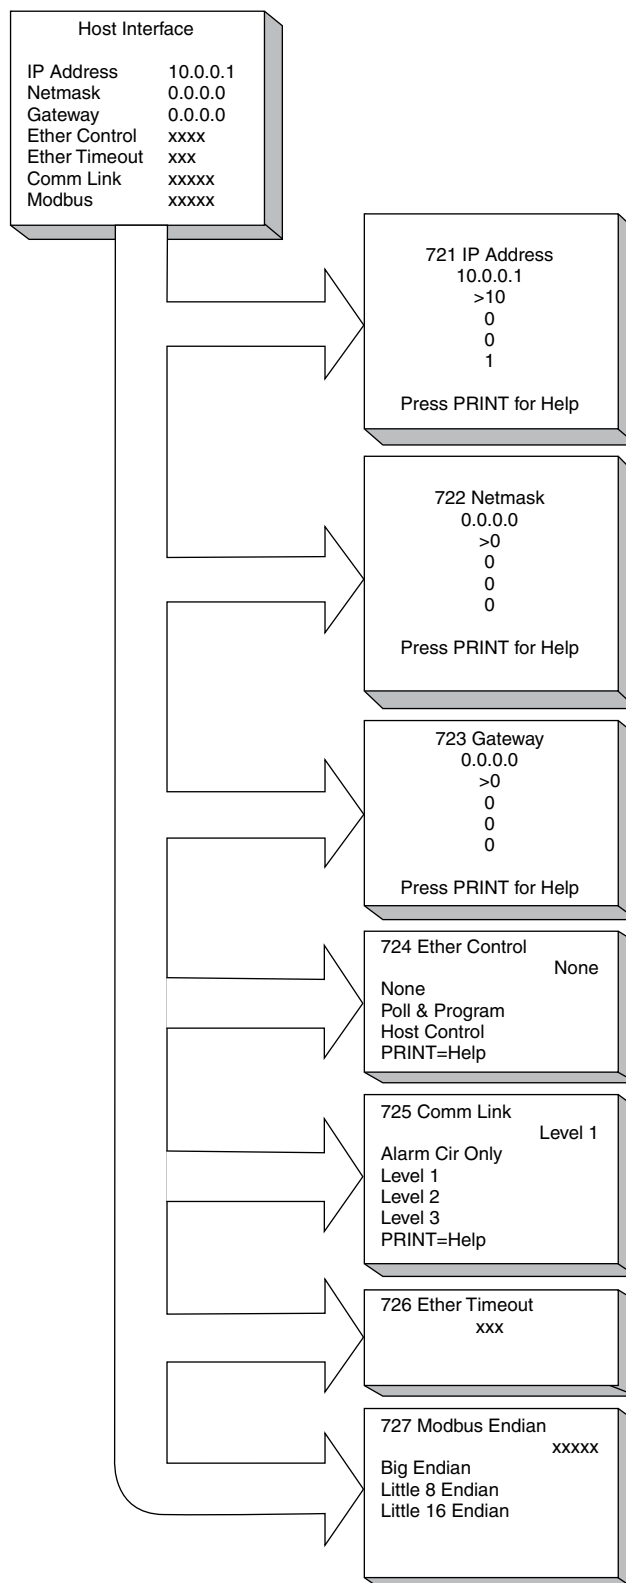 Host Interface
IP Address 10.0.0.1
Netmask 0.0.0.0
Gateway 0.0.0.0
Ether Control xxxx
Ether Timeout xxx
Comm Link xxxxx
Modbus xxxxx
721 IP Address
10.0.0.1
>10
0
0
1
Press PRINT for Help
722 Netmask
0.0.0.0
>0
0
0
0
Press PRINT for Help
723 Gateway
0.0.0.0
>0
0
0
0
Press PRINT for Help
724 Ether Control
None
None
Poll & Program
Host Control
PRINT=Help
725 Comm Link
Level 1
Alarm Cir Only
Level 1
Level 2
Level 3
PRINT=Help
726 Ether Timeout
xxx
727 Modbus Endian
xxxxx
Big Endian
Little 8 Endian
Little 16 Endian